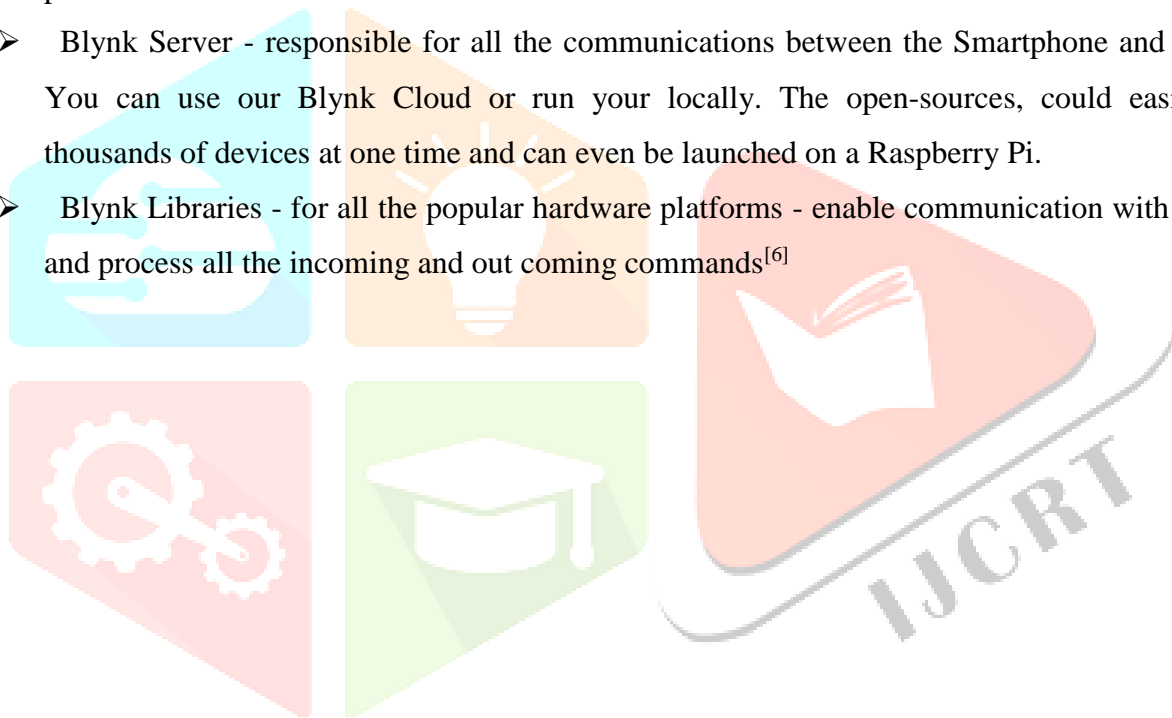 ➢ Blynk Server - responsible for all the communications between the Smartphone and
You can use our Blynk Cloud or run your locally. The open-sources, could
thousands of devices at one time and can even be launched on a Raspberry Pi.
➢ Blynk Libraries - for all the popular hardware platforms - enable communication with
and process all the incoming and out coming commands[6]
IJCRT